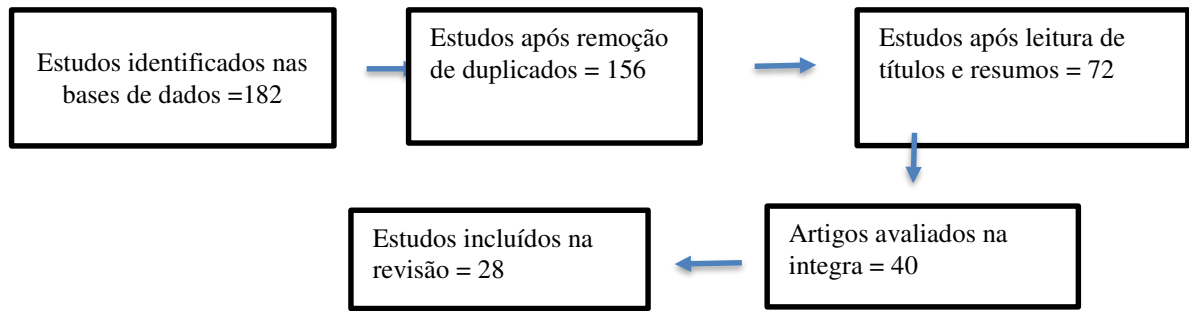 Estudos identificados nas
bases de dados =182
Estudos após remoção
de duplicados = 156
Estudos após leitura de
títulos e resumos = 72
Artigos avaliados na
integra = 40
Estudos incluídos na
revisão = 28